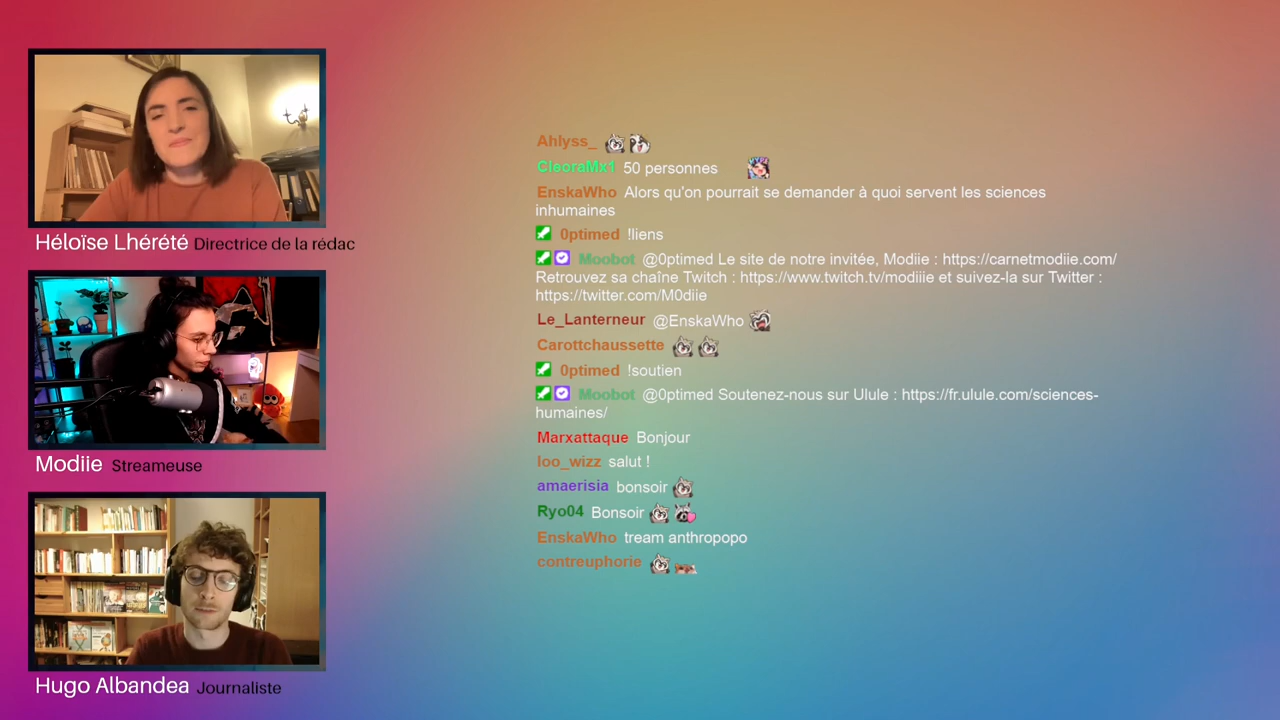 Héloïse Lhérété Directrice de la rédac
Modiie Streameuse
Hugo Albandea Journaliste
Ahlyss_
CleoraMx1 50 personnes
EnskaWho Alors qu'on pourrait se demander à quoi servent les sciences
inhumaines
0ptimed !liens
Moobot @0ptimed Le site de notre invitée, Modiie : https://carnetmodiie.com/
Retrouvez sa chaîne Twitch : https://www.twitch.tv/modiiie et suivez-la sur Twitter :
https://twitter.com/M0diie
Le_Lanterneur @EnskaWho
Carottchaussette
0ptimed !soutien
Moobot @0ptimed Soutenez-nous sur Ulule : https://fr.ulule.com/sciences-
humaines/
Marxattaque Bonjour
loo_wizz salut !
amaerisia bonsoir
Ryo04 Bonsoir
EnskaWho tream anthropopo
contreuphorie